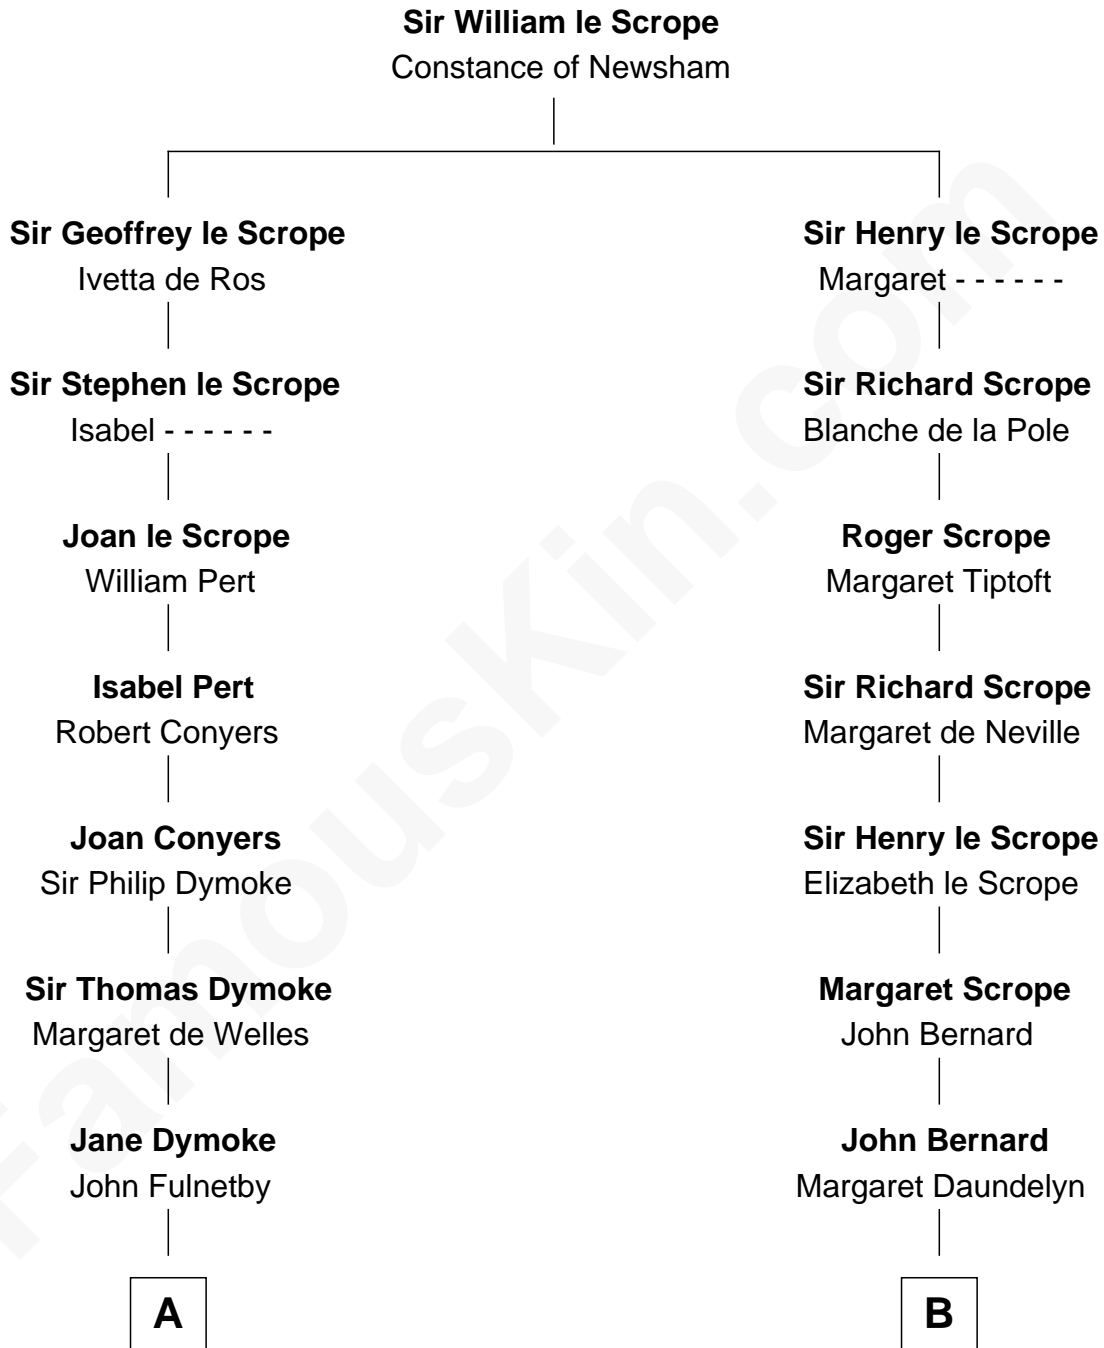 Sir William le Scrope
Constance of Newsham
Sir Geoffrey le Scrope
Ivetta de Ros
Sir Henry le Scrope
Margaret - - - - - -
Sir Stephen le Scrope
Isabel - - - - - -
Sir Richard Scrope
Blanche de la Pole
Joan le Scrope
William Pert
Roger Scrope
Margaret Tiptoft
Isabel Pert
Robert Conyers
Sir Richard Scrope
Margaret de Neville
Joan Conyers
Sir Philip Dymoke
Sir Henry le Scrope
Elizabeth le Scrope
Sir Thomas Dymoke
Margaret de Welles
Margaret Scrope
John Bernard
Jane Dymoke
John Fulnetby
John Bernard
Margaret Daundelyn
A
B
FamousKin.com